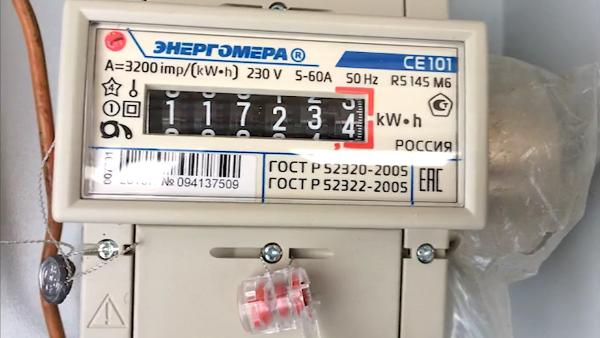 ЭНЕРГОМЕРА®
CE101
A=3200 imp/(kW•h) 230 V 5-60A 50 Hz R5 145 M6
1 1 7 2 3 4
kW•h
РОССИЯ
№ 094137509
ГОСТ Р 52320-2005
ГОСТ Р 52322-2005
EAC